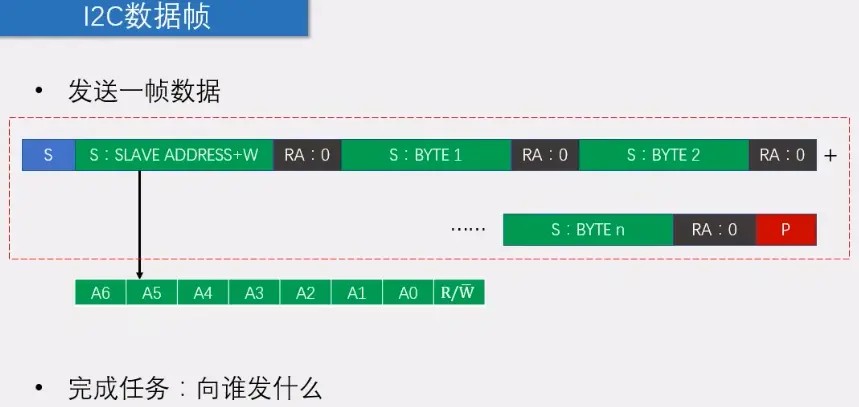 I2C数据帧
• 发送一帧数据
S S：SLAVE ADDRESS+W RA：0 S：BYTE 1 RA：0 S：BYTE 2 RA：0 +
…… S：BYTE n RA：0 P
A6 A5 A4 A3 A2 A1 A0 R/W̅
• 完成任务：向谁发什么